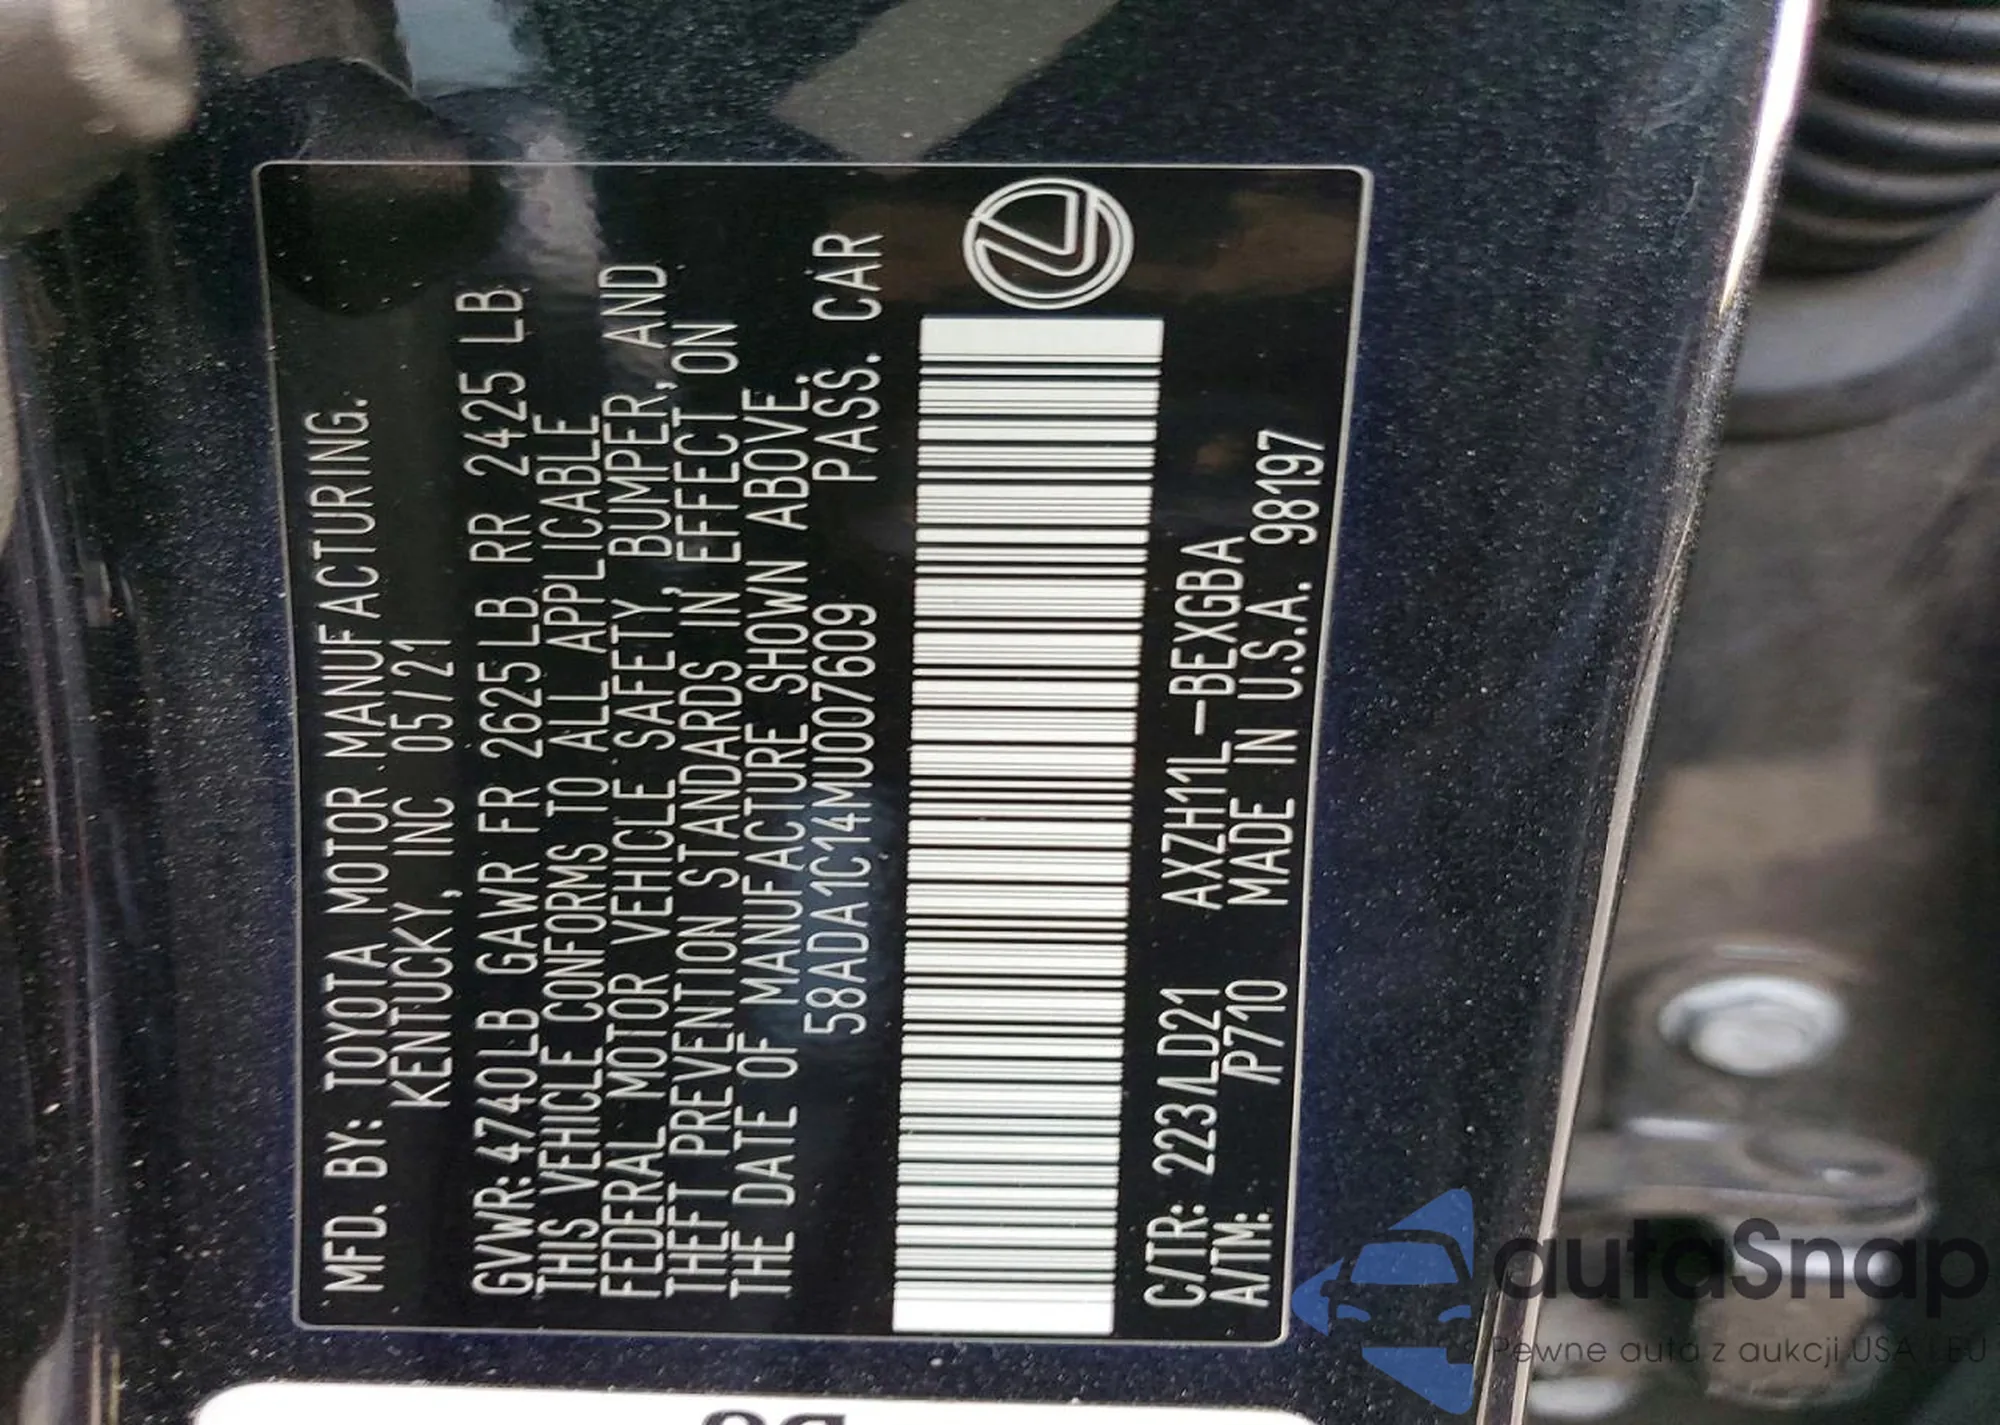 MFD. BY: TOYOTA MOTOR MANUFACTURING.
KENTUCKY, INC 05/21
GVWR: 4740LB GAWR FR 2625LB RR 2425 LB
THIS VEHICLE CONFORMS TO ALL APPLICABLE
FEDERAL MOTOR VEHICLE SAFETY, BUMPER, AND
THEFT PREVENTION STANDARDS IN EFFECT ON
THE DATE OF MANUFACTURE SHOWN ABOVE.
58ADA1C14MU007609 PASS. CAR
C/TR: 223/LD21 AXZH11L-BEXGBA
A/TM: /P710 MADE IN U.S.A. 98197
autaSnap
Pewne auta z aukcji USA i EU